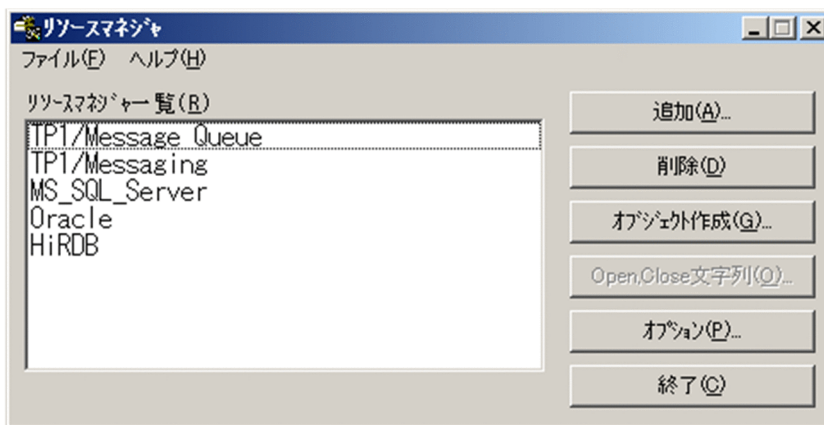 リソースマネジャ
ファイル(F) ヘルプ(H)
リソースマネジャ一覧(R)
TP1/Message Queue
TP1/Messaging
MS_SQL_Server
Oracle
HiRDB
追加(A)...
削除(D)
オブジェクト作成(G)...
Open,Close文字列(O)...
オプション(P)...
終了(C)